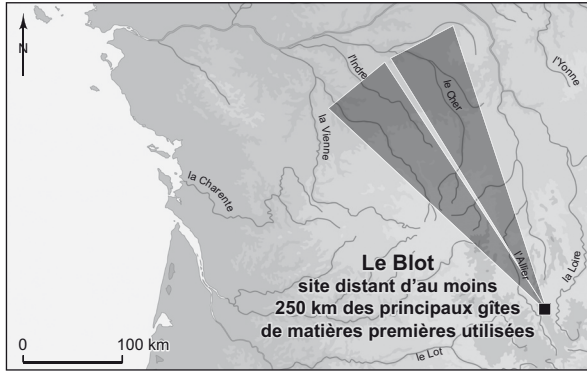 N
l'Indre
le Cher
l'Yonne
la Vienne
la Charente
l'Allier
la Loire
Le Blot
site distant d'au moins
250 km des principaux gîtes
de matières premières utilisées
le Lot
0 100 km